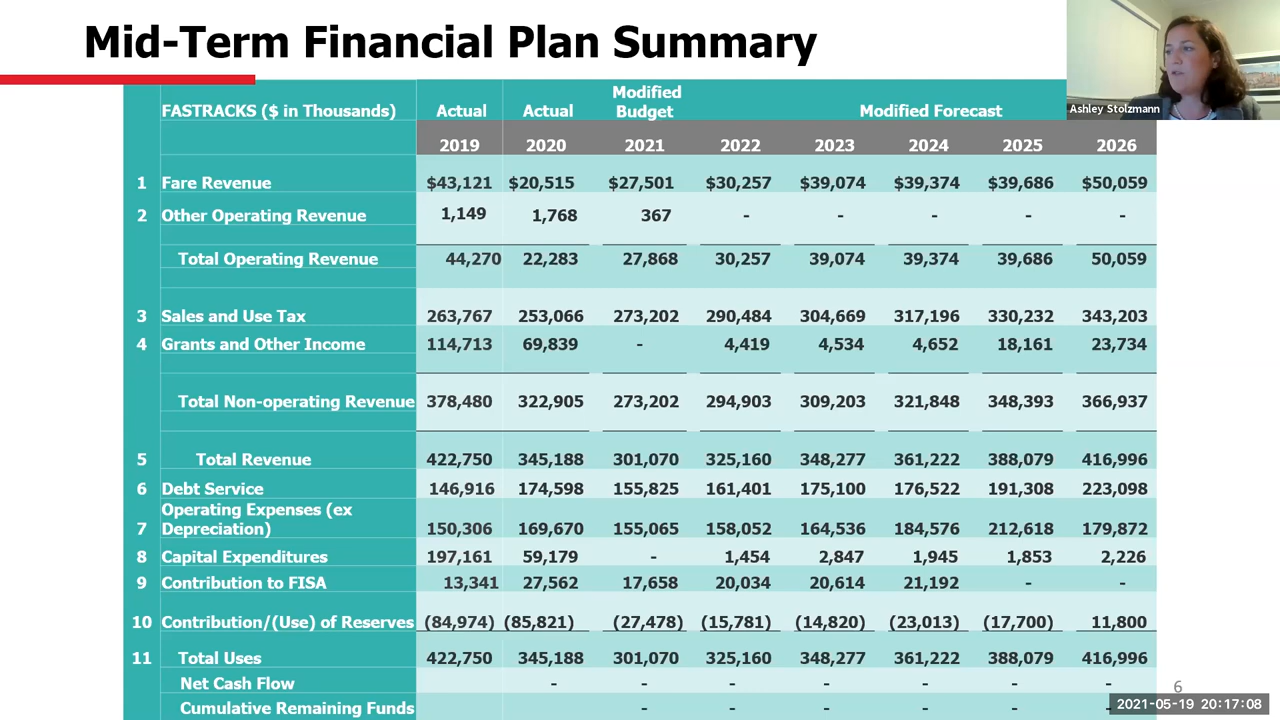 Mid-Term Financial Plan Summary
Ashley Stolzmann
FASTRACKS ($ in Thousands) Actual Actual Modified Budget Modified Forecast
2019 2020 2021 2022 2023 2024 2025 2026
1 Fare Revenue $43,121 $20,515 $27,501 $30,257 $39,074 $39,374 $39,686 $50,059
2 Other Operating Revenue 1,149 1,768 367 - - - - -
Total Operating Revenue 44,270 22,283 27,868 30,257 39,074 39,374 39,686 50,059
3 Sales and Use Tax 263,767 253,066 273,202 290,484 304,669 317,196 330,232 343,203
4 Grants and Other Income 114,713 69,839 - 4,419 4,534 4,652 18,161 23,734
Total Non-operating Revenue 378,480 322,905 273,202 294,903 309,203 321,848 348,393 366,937
5 Total Revenue 422,750 345,188 301,070 325,160 348,277 361,222 388,079 416,996
6 Debt Service 146,916 174,598 155,825 161,401 175,100 176,522 191,308 223,098
Operating Expenses (ex
7 Depreciation) 150,306 169,670 155,065 158,052 164,536 184,576 212,618 179,872
8 Capital Expenditures 197,161 59,179 - 1,454 2,847 1,945 1,853 2,226
9 Contribution to FISA 13,341 27,562 17,658 20,034 20,614 21,192 - -
10 Contribution/(Use) of Reserves (84,974) (85,821) (27,478) (15,781) (14,820) (23,013) (17,700) 11,800
11 Total Uses 422,750 345,188 301,070 325,160 348,277 361,222 388,079 416,996
Net Cash Flow - - - - - - -
Cumulative Remaining Funds - - - - - -
6
2021-05-19 20:17:08